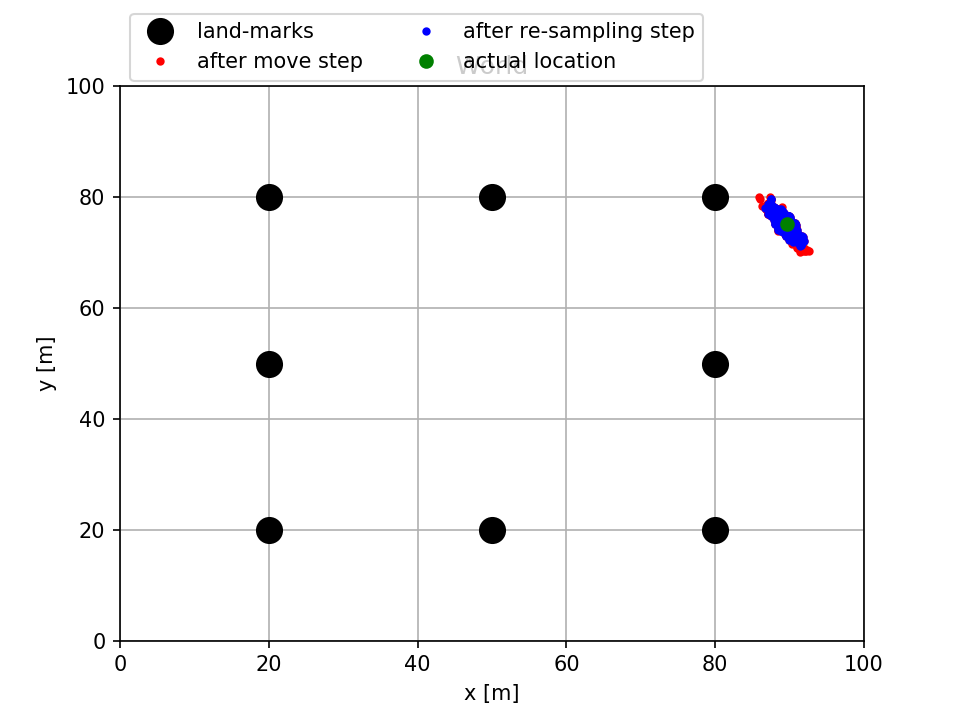 land-marks
after move step
after re-sampling step
actual location
World
100
80
60
40
20
0
y [m]
0 20 40 60 80 100
x [m]